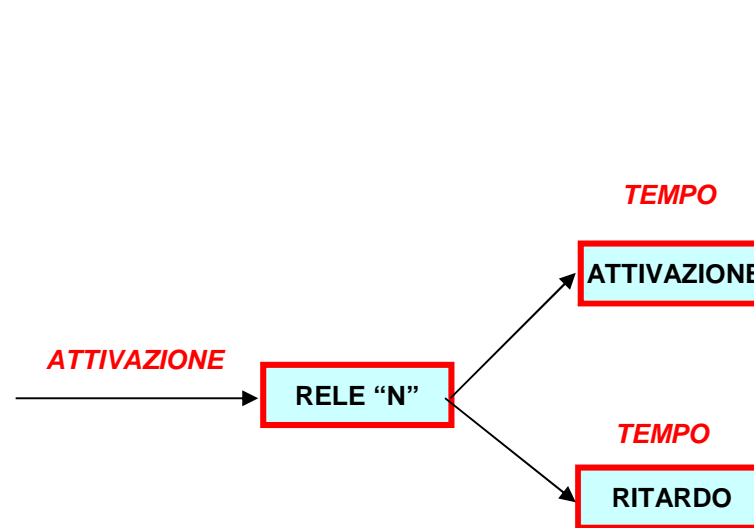 TEMPO
ATTIVAZIONE
ATTIVAZIONE
RELE “N”
TEMPO
RITARDO